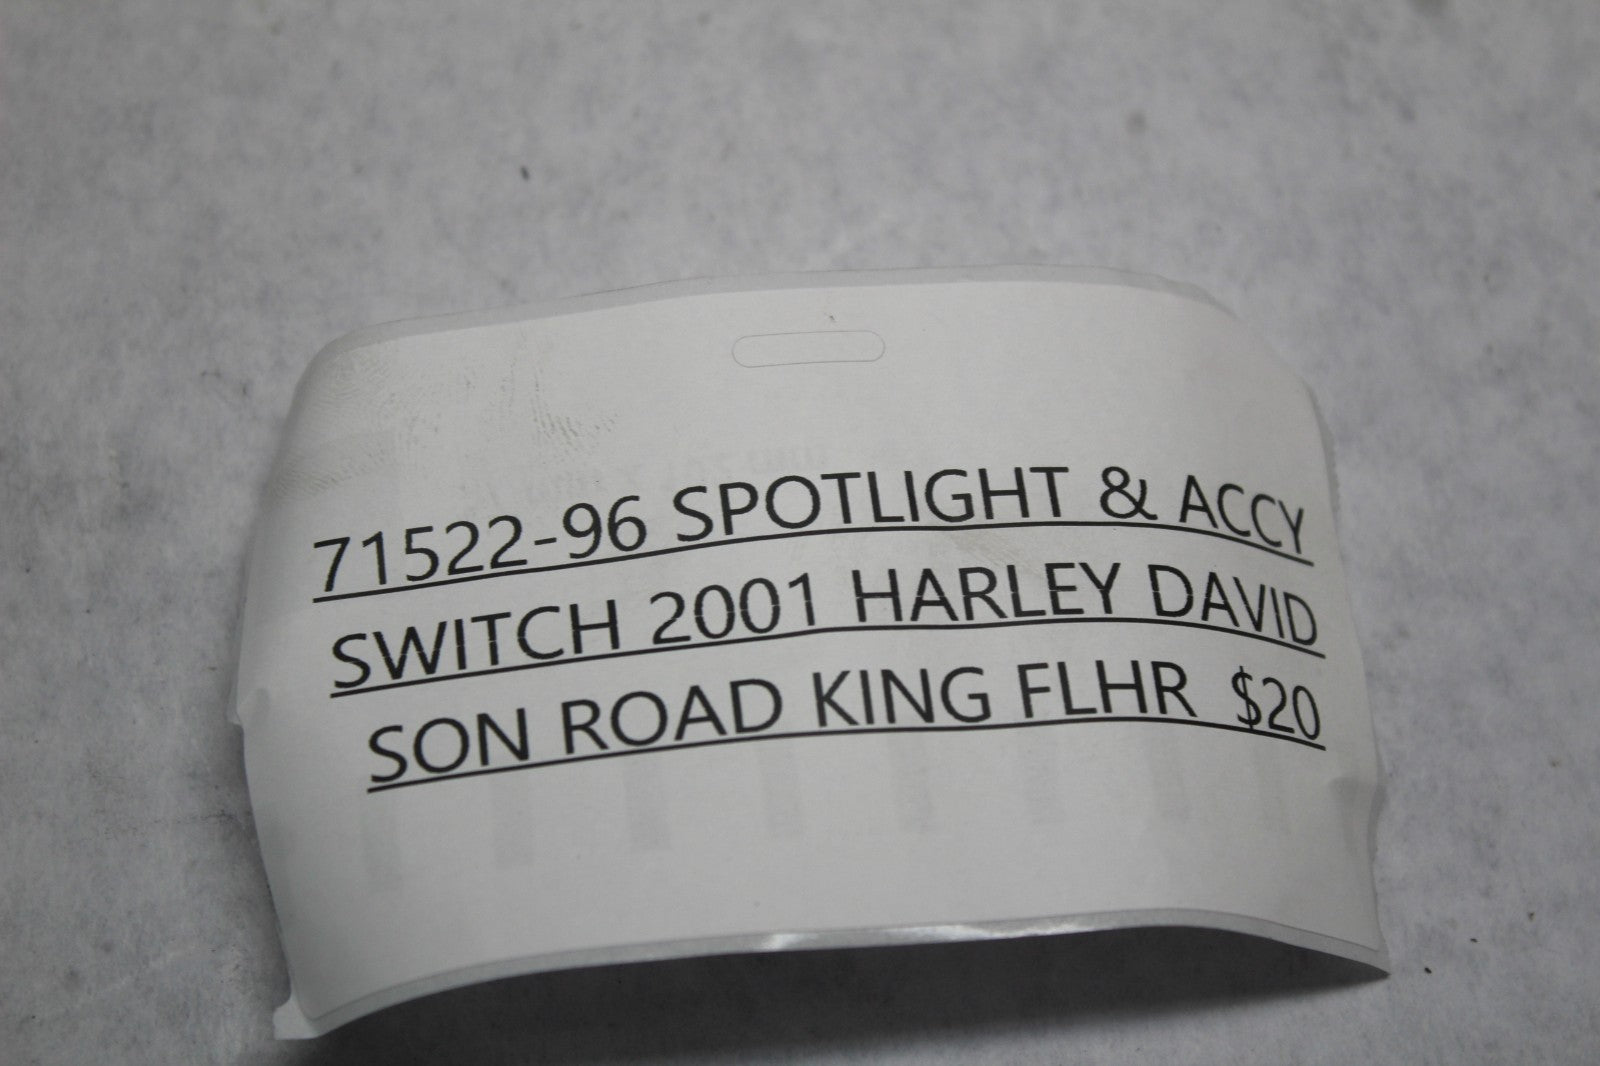 71522-96 SPOTLIGHT & ACCY
SWITCH 2001 HARLEY DAVID
SON ROAD KING FLHR $20